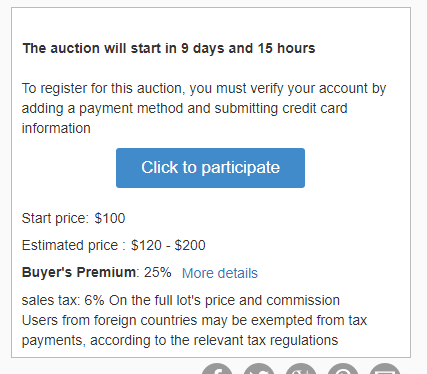 The auction will start in 9 days and 15 hours
To register for this auction, you must verify your account by
adding a payment method and submitting credit card
information
Click to participate
Start price: $100
Estimated price : $120 - $200
Buyer's Premium: 25% More details
sales tax: 6% On the full lot's price and commission
Users from foreign countries may be exempted from tax
payments, according to the relevant tax regulations